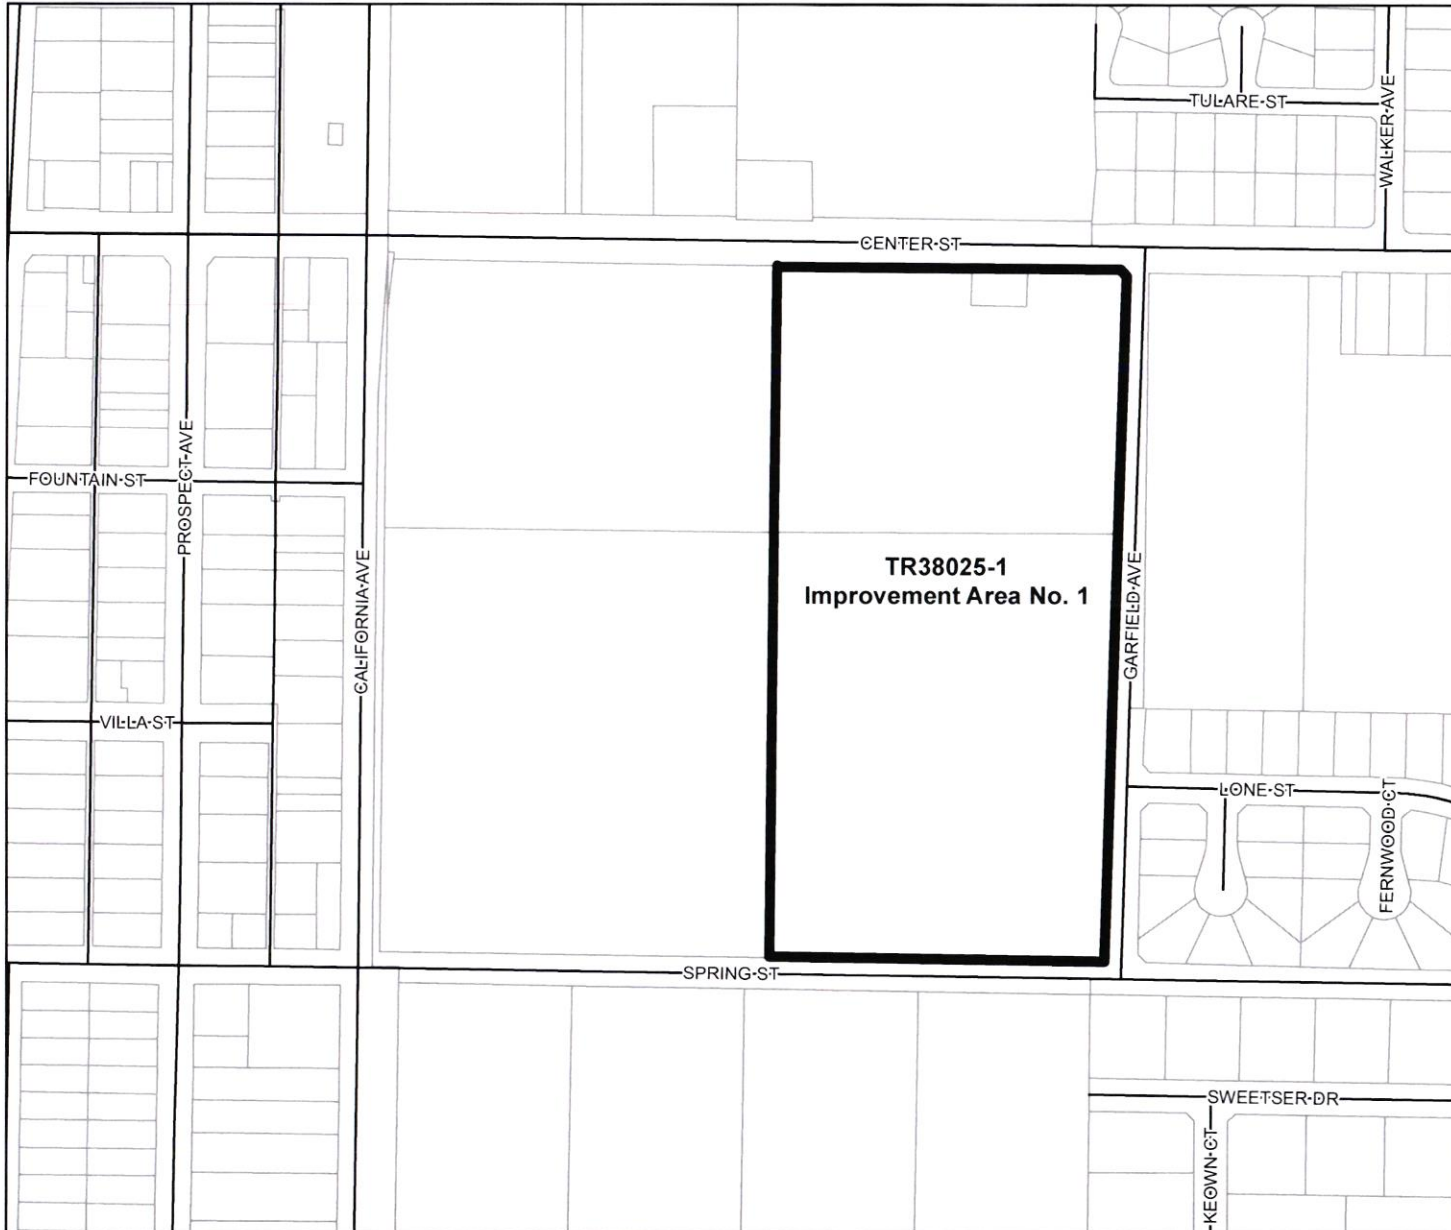 TULARE ST
WALKER AVE
CENTER ST
FOUNTAIN ST
PROSPECT AVE
CALIFORNIA AVE
TR38025-1
Improvement Area No. 1
GARFIELD AVE
VILLA ST
LONE ST
FERNWOOD CT
SPRING ST
SWEETSER DR
KEOWN CT